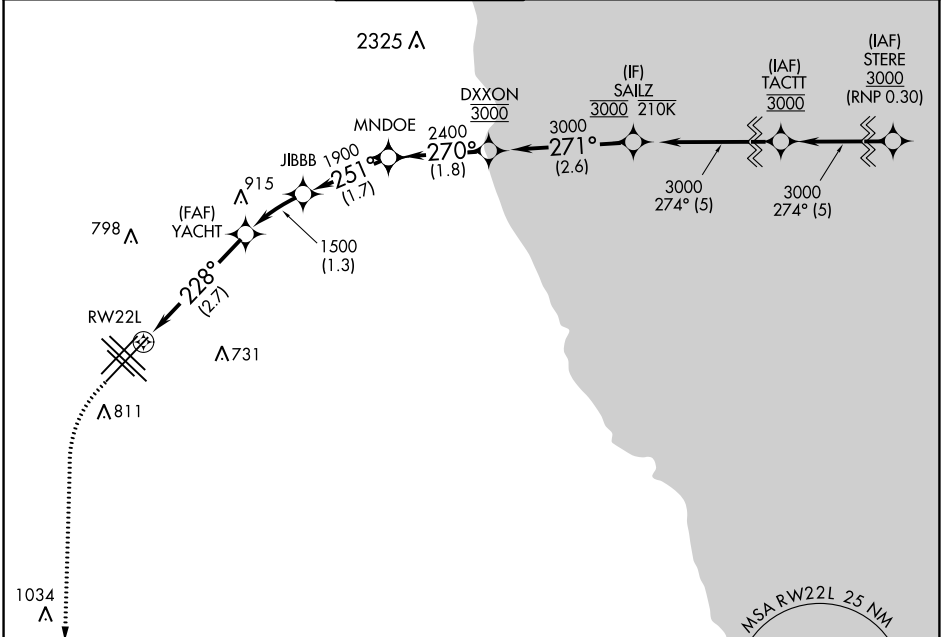 2325
(IAF)
STERE
3000
(RNP 0.30)
(IAF)
TACTT
3000
(IF)
SAILZ
3000 210K
DXXON
3000
MNDOE
JIBBB
1900
251°
(1.7)
2400
270°
(1.8)
3000
271°
(2.6)
3000
274° (5)
3000
274° (5)
915
(FAF)
YACHT
798
1500
(1.3)
228°
(2.7)
RW22L
731
811
1034
MSA RW22L 25 NM